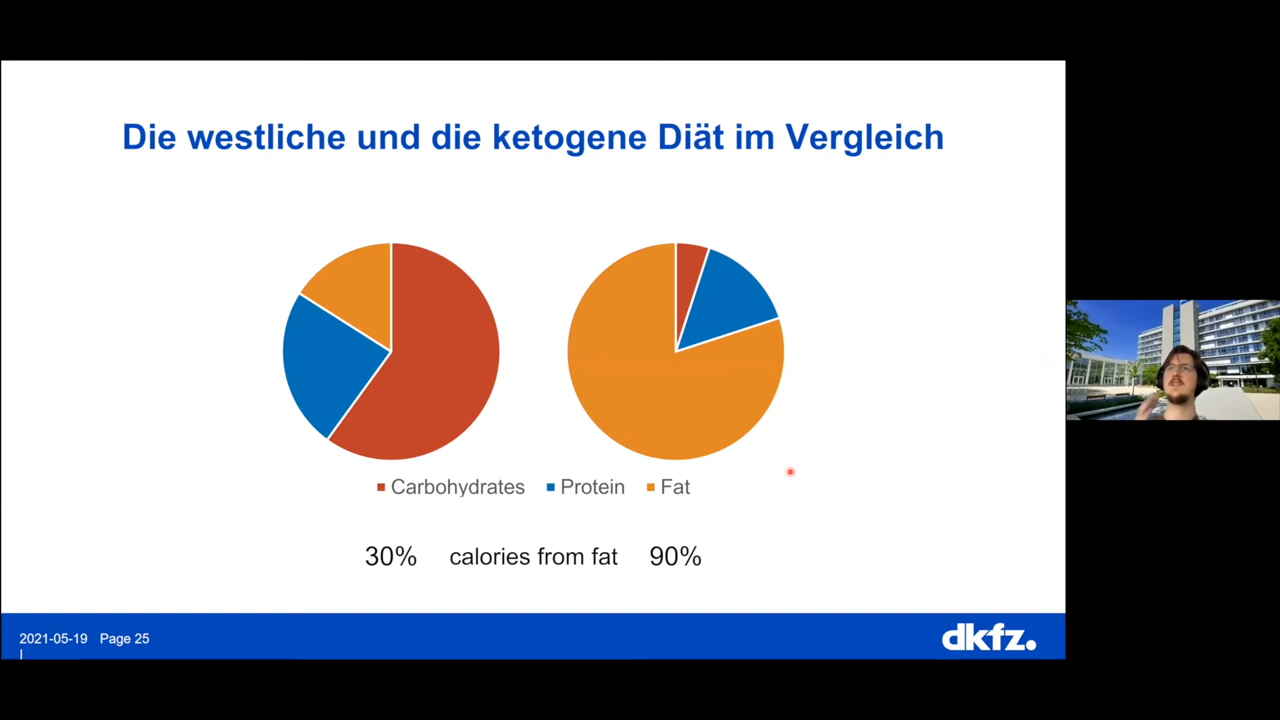 Die westliche und die ketogene Diät im Vergleich
Carbohydrates Protein Fat
30% calories from fat 90%
2021-05-19 Page 25
|
dkfz.